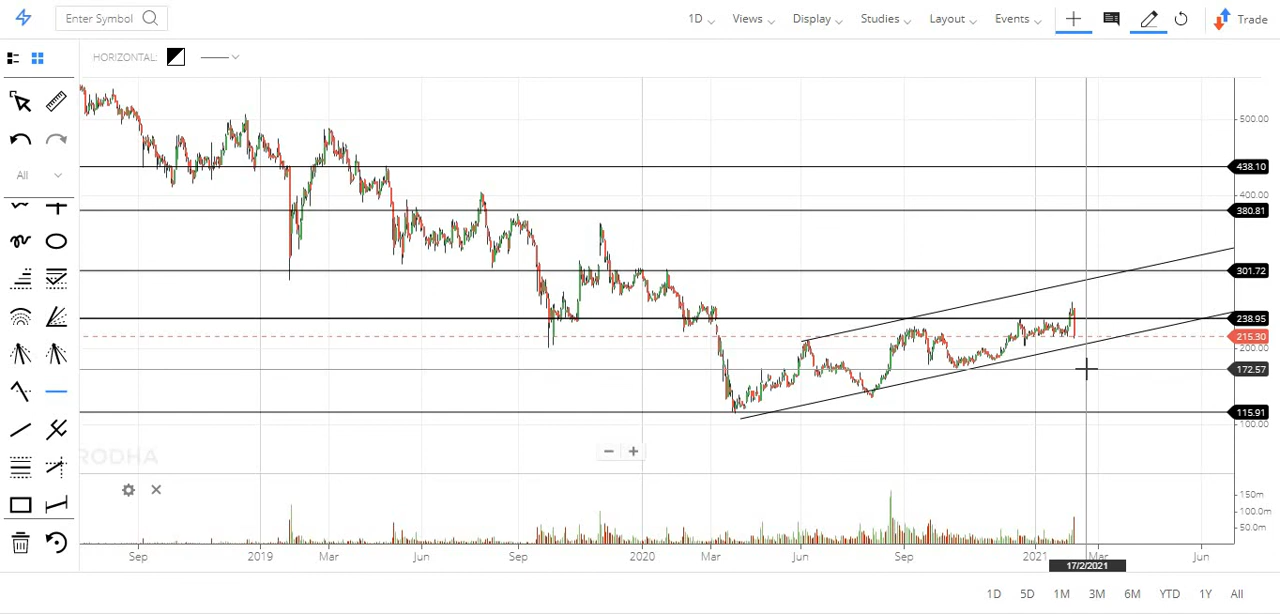 Enter Symbol
1D Views Display Studies Layout Events Trade
HORIZONTAL:
All
500.00
438.10
400.00
380.81
301.72
238.95
215.30
200.00
172.57
115.91
100.00
RODHA
150m
100.0m
50.0m
Sep 2019 Mar Jun Sep 2020 Mar Jun Sep 2021 Mar Jun
17/2/2021
1D 5D 1M 3M 6M YTD 1Y All